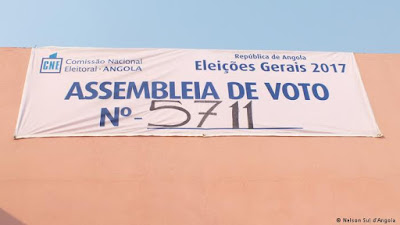 CNE
Comissão Nacional
Eleitoral - ANGOLA
República de Angola
Eleições Gerais 2017
ASSEMBLEIA DE VOTO
Nº- 5711
© Nelson Sul d'Angola